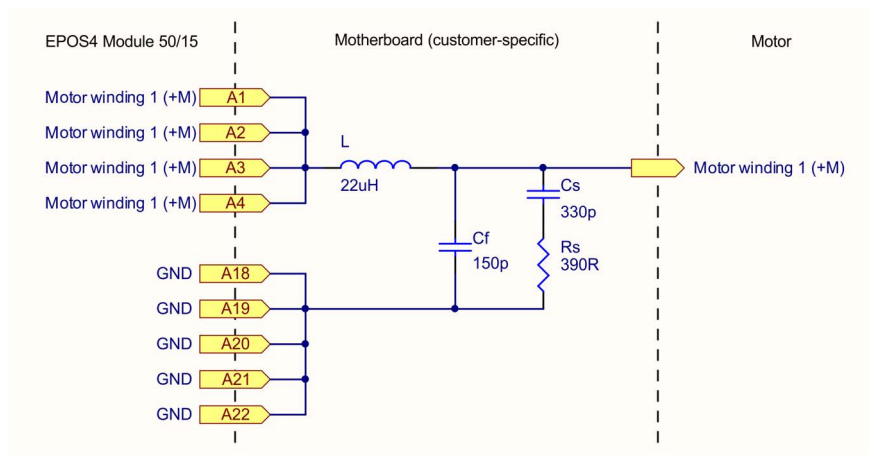 EPOS4 Module 50/15 Motherboard (customer-specific) Motor
Motor winding 1 (+M) A1
Motor winding 1 (+M) A2
L
Motor winding 1 (+M) A3 Motor winding 1 (+M)
22uH
Cs
Motor winding 1 (+M) A4
330p
Cf
Rs
150p
390R
GND A18
GND A19
GND A20
GND A21
GND A22